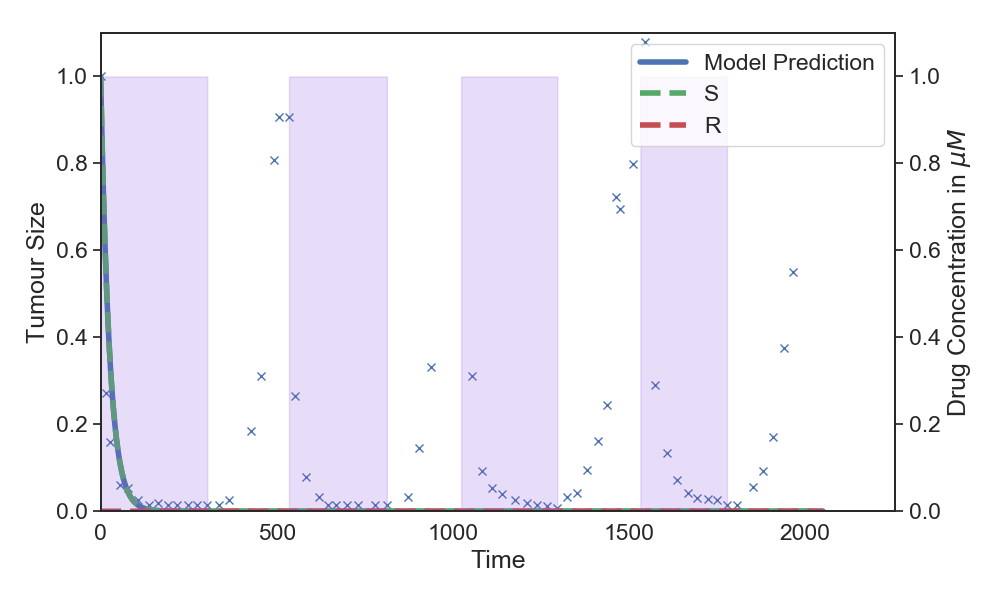 1.0
0.8
0.6
0.4
0.2
0.0
Tumour Size
0
500
1000
1500
2000
Time
1.0
0.8
0.6
0.4
0.2
0.0
Drug Concentration in μM
Model Prediction
S
R